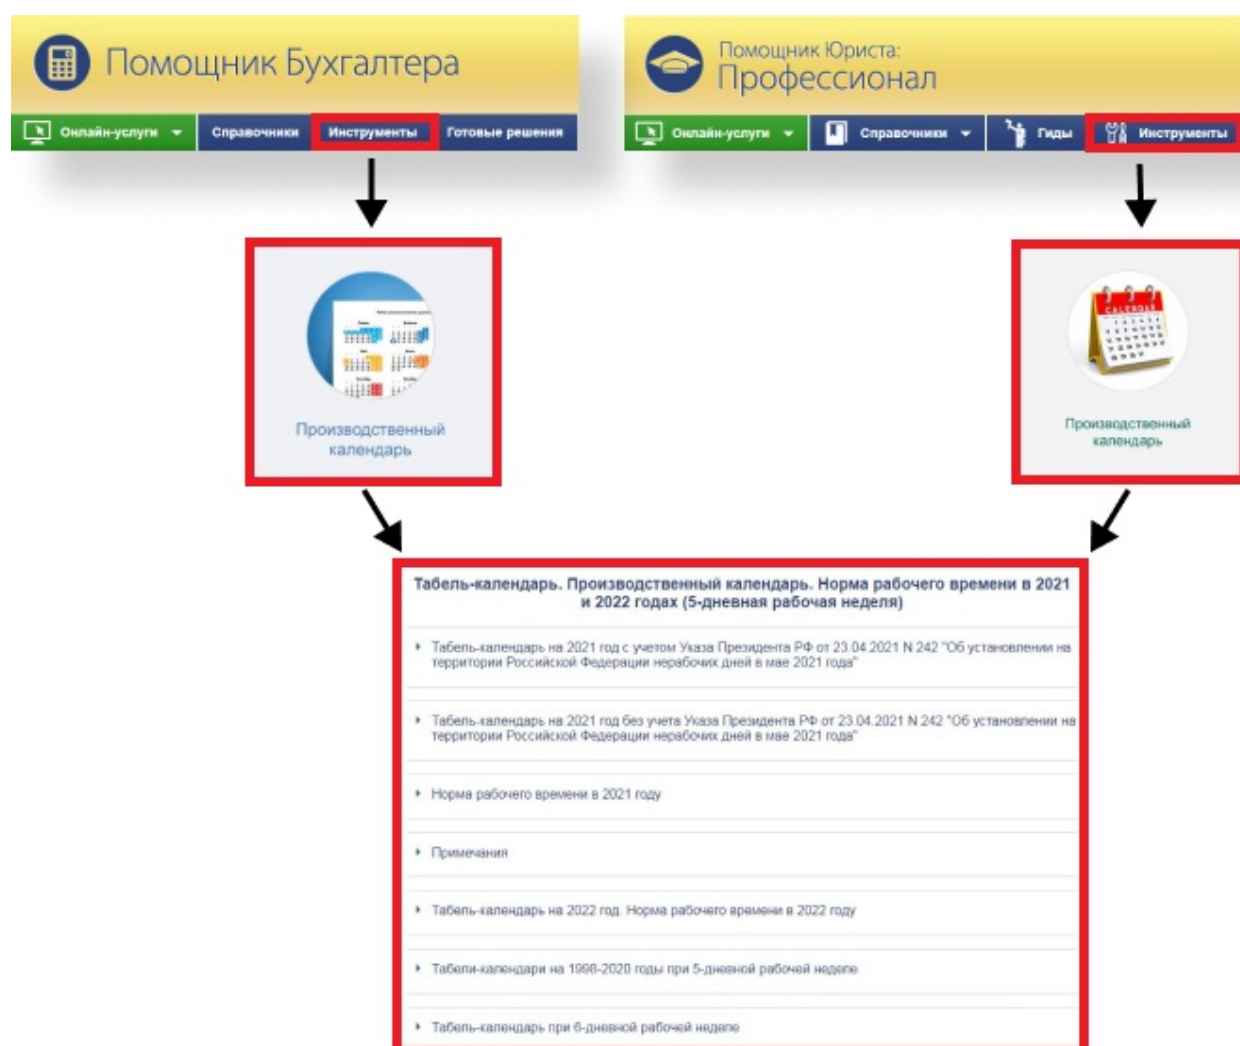 Помощник Бухгалтера
Онлайн-услуги
Справочники
Инструменты
Готовые решения
Помощник Юриста:
Профессионал
Онлайн-услуги
Справочники
Гиды
Инструменты
Производственный
календарь
CALENDAR
Производственный
календарь
Табель-календарь. Производственный календарь. Норма рабочего времени в 2021
и 2022 годах (5-дневная рабочая неделя)
Табель-календарь на 2021 год с учетом Указа Президента РФ от 23.04.2021 N 242 "Об установлении на
территории Российской Федерации нерабочих дней в мае 2021 года"
Табель-календарь на 2021 год без учета Указа Президента РФ от 23.04.2021 N 242 "Об установлении на
территории Российской Федерации нерабочих дней в мае 2021 года"
Норма рабочего времени в 2021 году
Примечания
Табель-календарь на 2022 год. Норма рабочего времени в 2022 году
Табели-календари на 1998-2020 годы при 5-дневной рабочей неделе
Табель-календарь при 6-дневной рабочей неделе